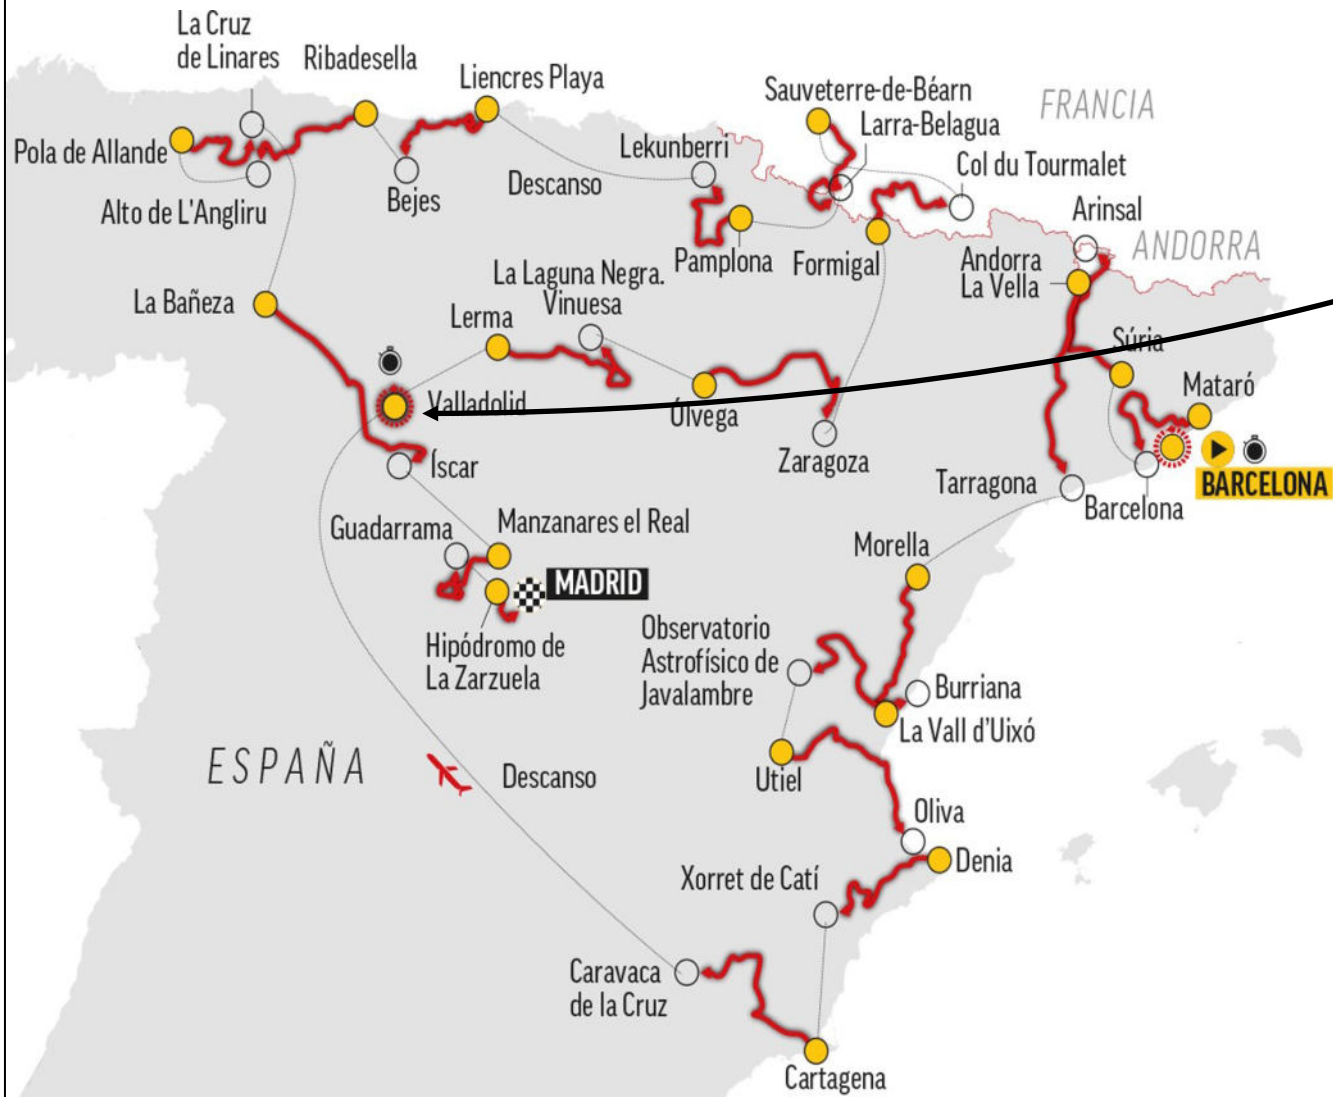 La Cruz
de Linares
Ribadesella
Liencres Playa
Sauveterre-de-Béarn
FRANCIA
Larra-Belagua
Pola de Allande
Lekunberri
Col du Tourmalet
Descanso
Bejes
Alto de L'Angliru
Arinsal
ANDORRA
Pamplona
Formigal
Andorra
La Vella
La Laguna Negra.
Vinuesa
La Bañeza
Lerma
Súria
Mataró
Valladolid
Ólvega
Zaragoza
Íscar
Tarragona
BARCELONA
Barcelona
Guadarrama
Manzanares el Real
Morella
MADRID
Hipódromo de
La Zarzuela
Observatorio
Astrofísico de
Javalambre
Burriana
La Vall d'Uixó
ESPAÑA
Descanso
Utiel
Oliva
Denia
Xorret de Catí
Caravaca
de la Cruz
Cartagena